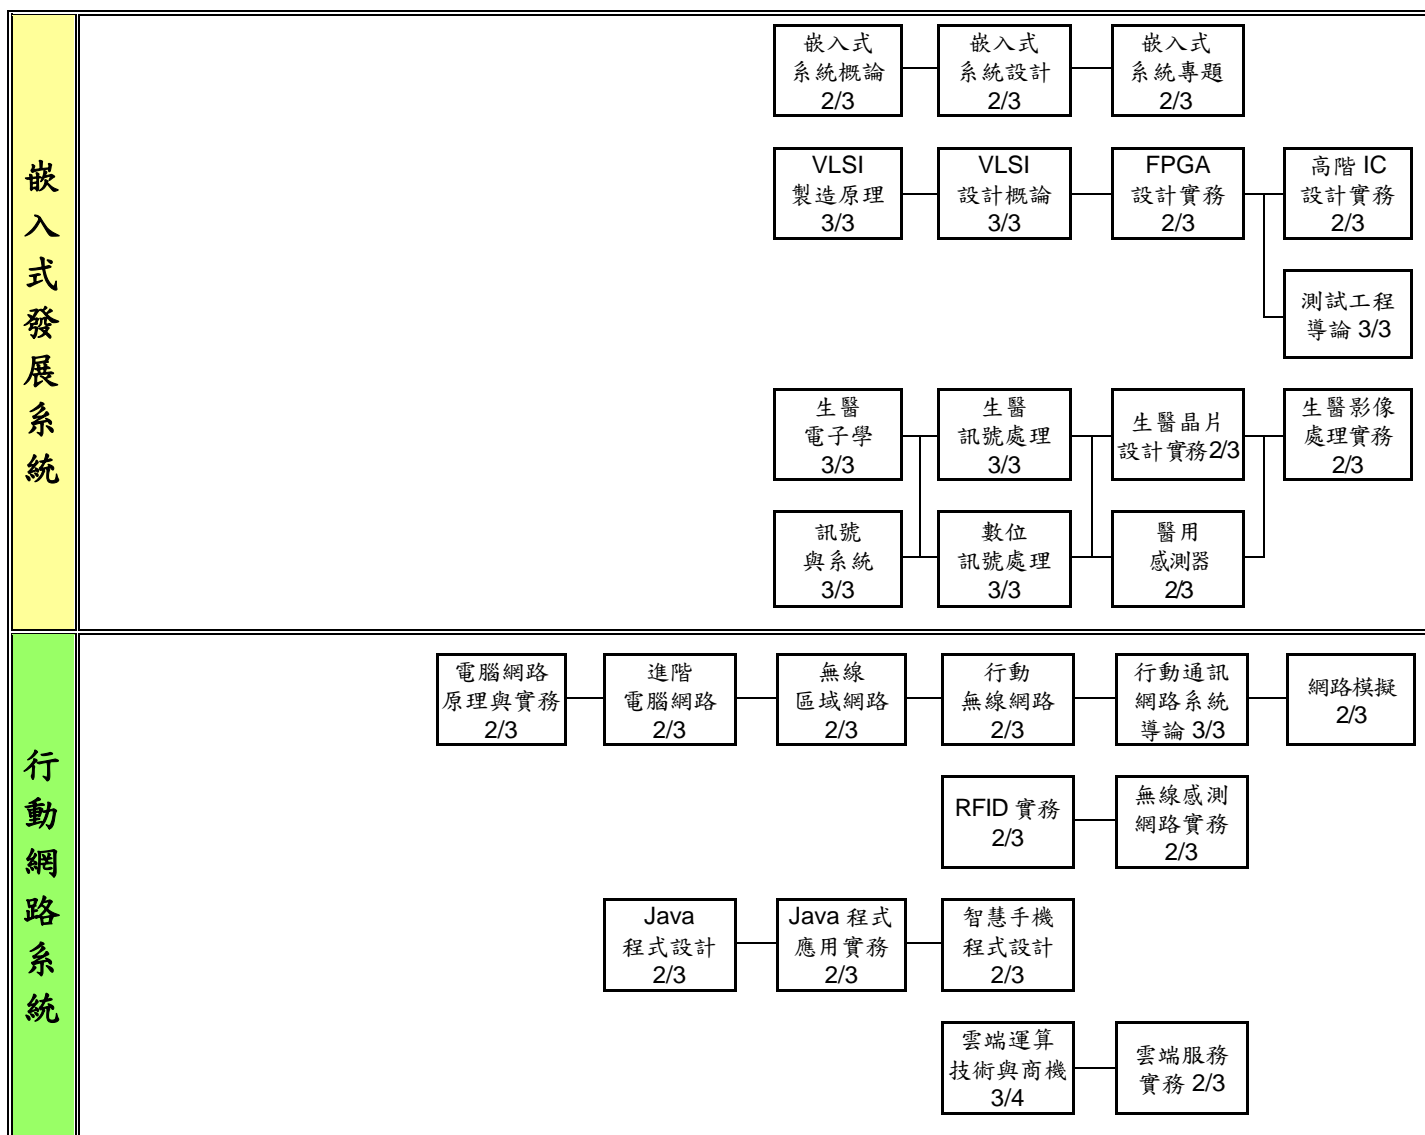 嵌入式發展系統
嵌入式
系統概論
2/3
嵌入式
系統設計
2/3
嵌入式
系統專題
2/3
VLSI
製造原理
3/3
VLSI
設計概論
3/3
FPGA
設計實務
2/3
高階 IC
設計實務
2/3
測試工程
導論 3/3
生醫
電子學
3/3
生醫
訊號處理
3/3
生醫晶片
設計實務2/3
生醫影像
處理實務
2/3
訊號
與系統
3/3
數位
訊號處理
3/3
醫用
感測器
2/3
行動網路系統
電腦網路
原理與實務
2/3
進階
電腦網路
2/3
無線
區域網路
2/3
行動
無線網路
2/3
行動通訊
網路系統
導論 3/3
網路模擬
2/3
RFID 實務
2/3
無線感測
網路實務
2/3
Java
程式設計
2/3
Java 程式
應用實務
2/3
智慧手機
程式設計
2/3
雲端運算
技術與商機
3/4
雲端服務
實務 2/3